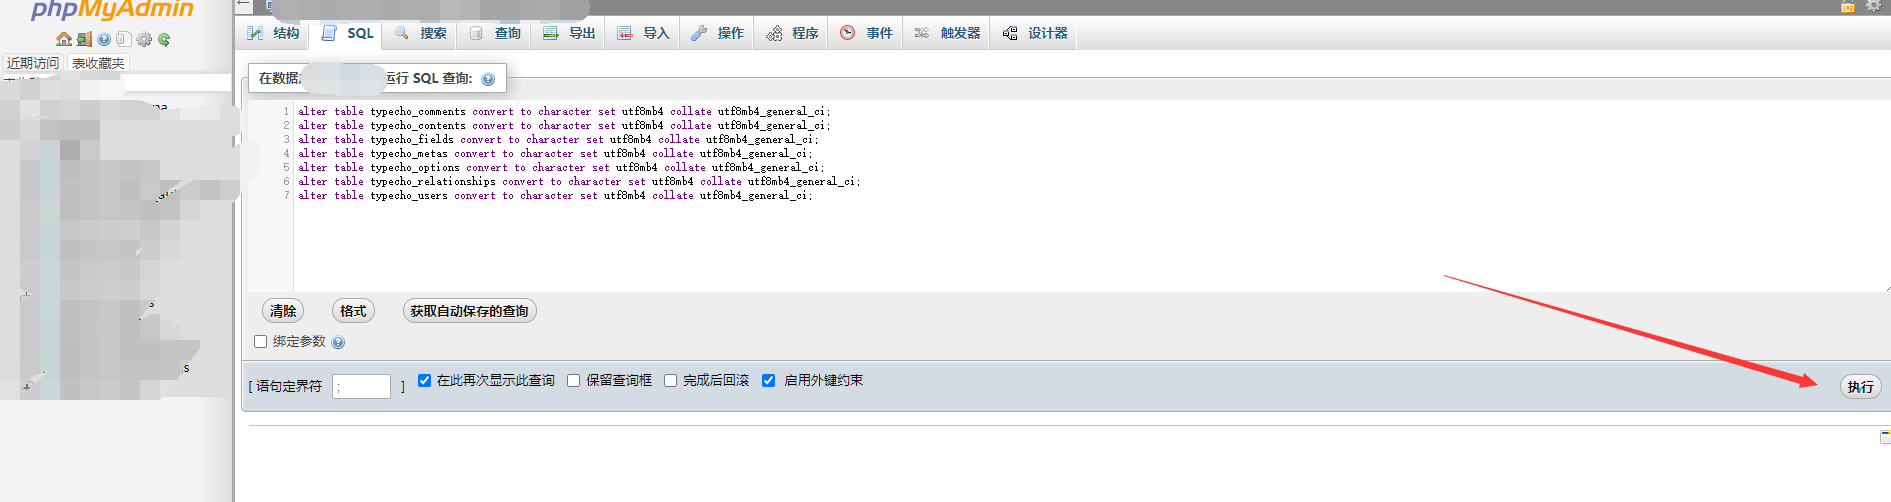 phpMyAdmin
近期访问 表收藏夹
结构 SQL 搜索 查询 导出 导入 操作 程序 事件 触发器 设计器
在数据 运行 SQL 查询:
1 alter table typecho_comments convert to character set utf8mb4 collate utf8mb4_general_ci;
2 alter table typecho_contents convert to character set utf8mb4 collate utf8mb4_general_ci;
3 alter table typecho_fields convert to character set utf8mb4 collate utf8mb4_general_ci;
4 alter table typecho_metas convert to character set utf8mb4 collate utf8mb4_general_ci;
5 alter table typecho_options convert to character set utf8mb4 collate utf8mb4_general_ci;
6 alter table typecho_relationships convert to character set utf8mb4 collate utf8mb4_general_ci;
7 alter table typecho_users convert to character set utf8mb4 collate utf8mb4_general_ci;
清除 格式 获取自动保存的查询
绑定参数
[ 语句定界符 ; ] 在此再次显示此查询 保留查询框 完成后回滚 启用外键约束 执行